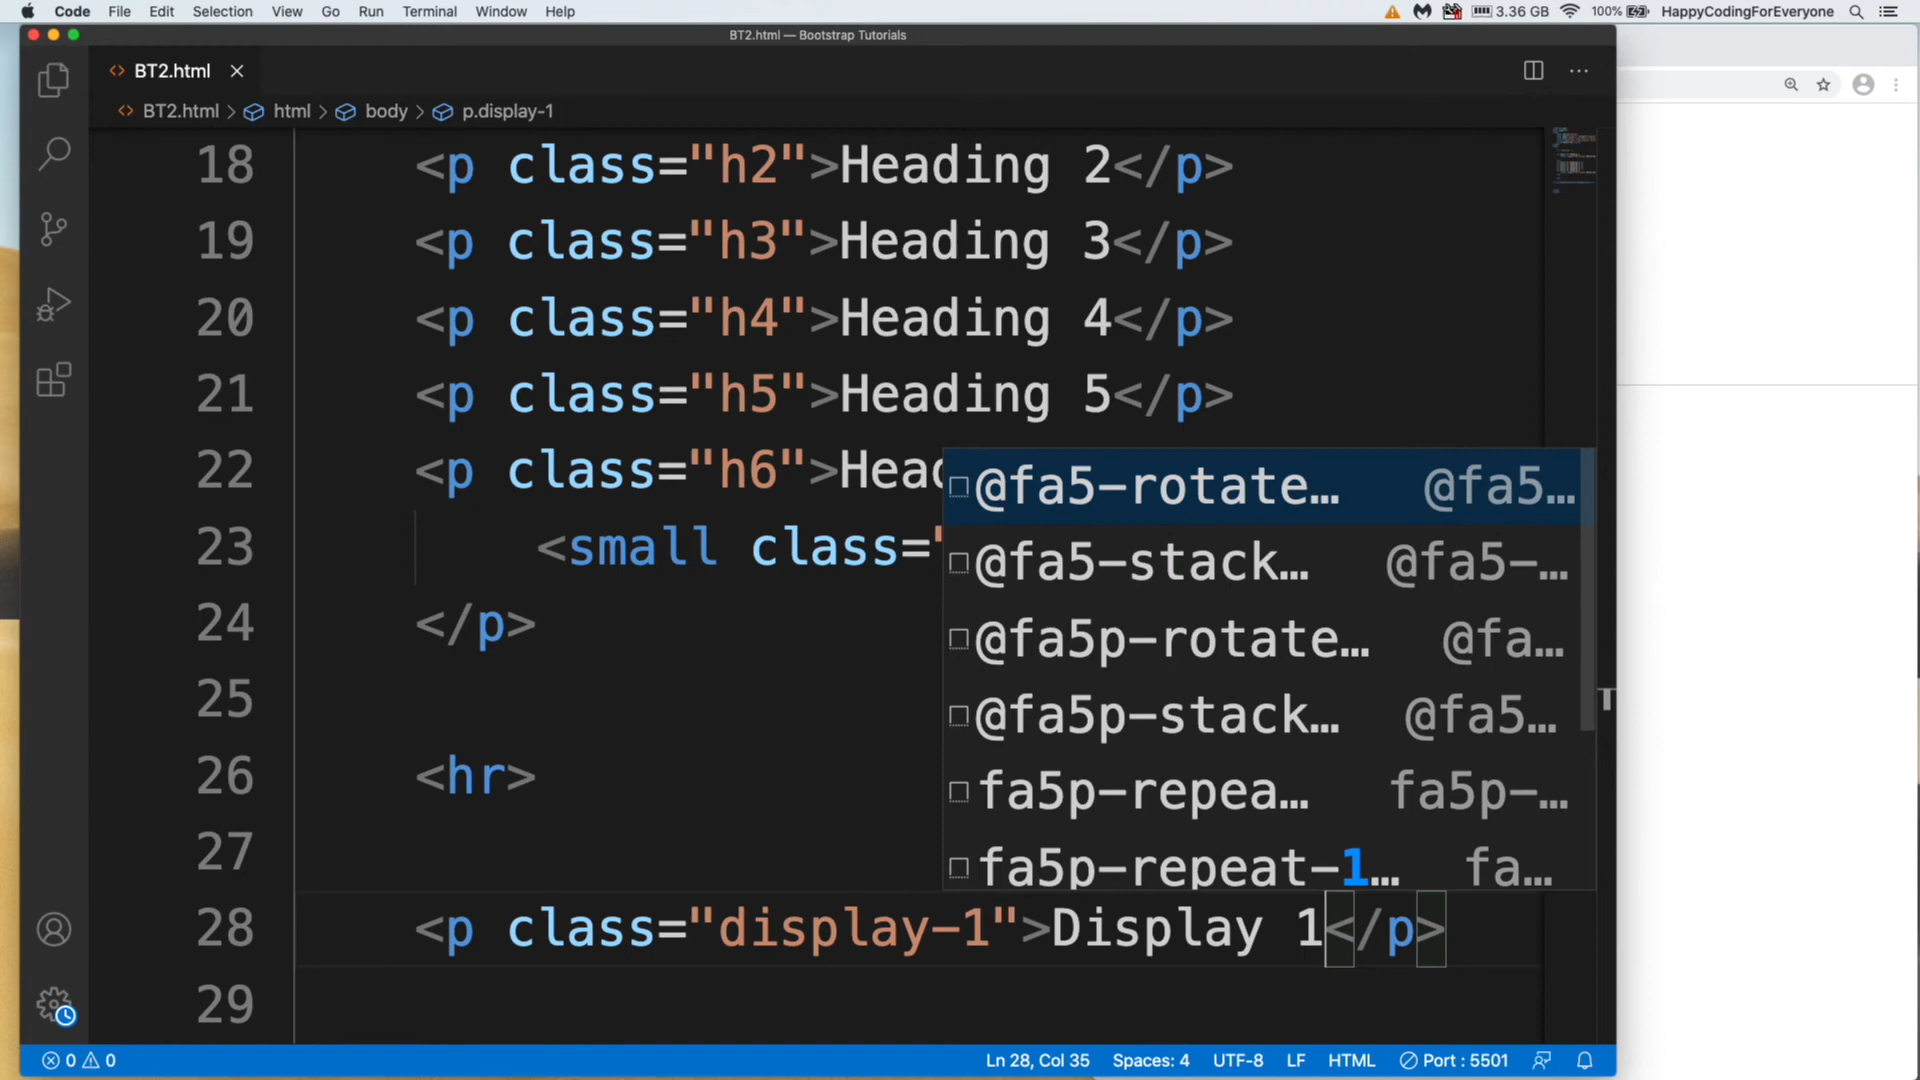 Code File Edit Selection View Go Run Terminal Window Help 3.36 GB 100% HappyCodingForEveryone
BT2.html — Bootstrap Tutorials
BT2.html
BT2.html > html > body > p.display-1
18 <p class="h2">Heading 2</p>
19 <p class="h3">Heading 3</p>
20 <p class="h4">Heading 4</p>
21 <p class="h5">Heading 5</p>
22 <p class="h6">Head
@fa5-rotate… @fa5…
23 <small class="
@fa5-stack… @fa5-…
24 </p>
@fa5p-rotate… @fa…
25
@fa5p-stack… @fa5…
26 <hr>
fa5p-repea… fa5p-…
27
fa5p-repeat-1… fa…
28 <p class="display-1">Display 1</p>
29
0 0 Ln 28, Col 35 Spaces: 4 UTF-8 LF HTML Port : 5501